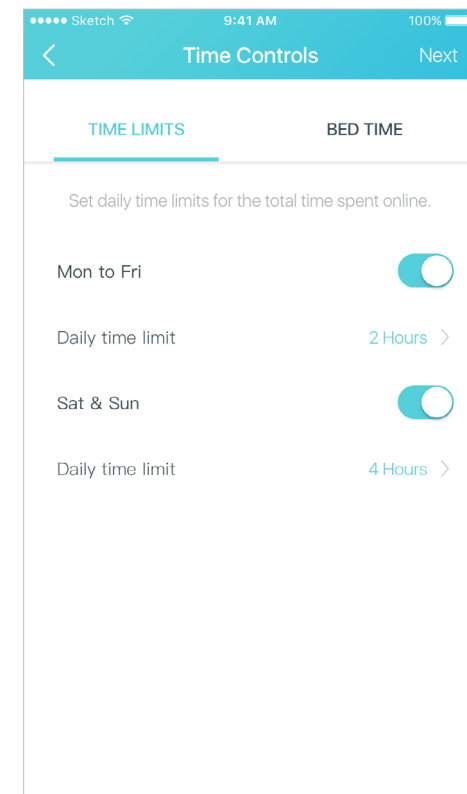 Sketch 9:41 AM 100%
Time Controls Next
TIME LIMITS BED TIME
Set daily time limits for the total time spent online.
Mon to Fri
Daily time limit 2 Hours
Sat & Sun
Daily time limit 4 Hours